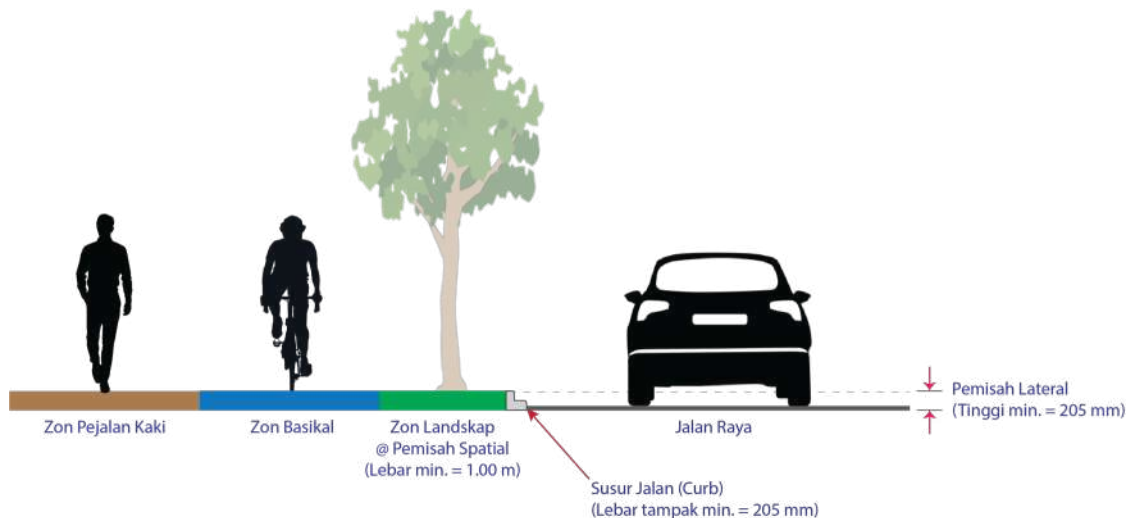 Zon Pejalan Kaki
Zon Basikal
Zon Landskap
@ Pemisah Spatial
(Lebar min. = 1.00 m)
Jalan Raya
Pemisah Lateral
(Tinggi min. = 205 mm)
Susur Jalan (Curb)
(Lebar tampak min. = 205 mm)